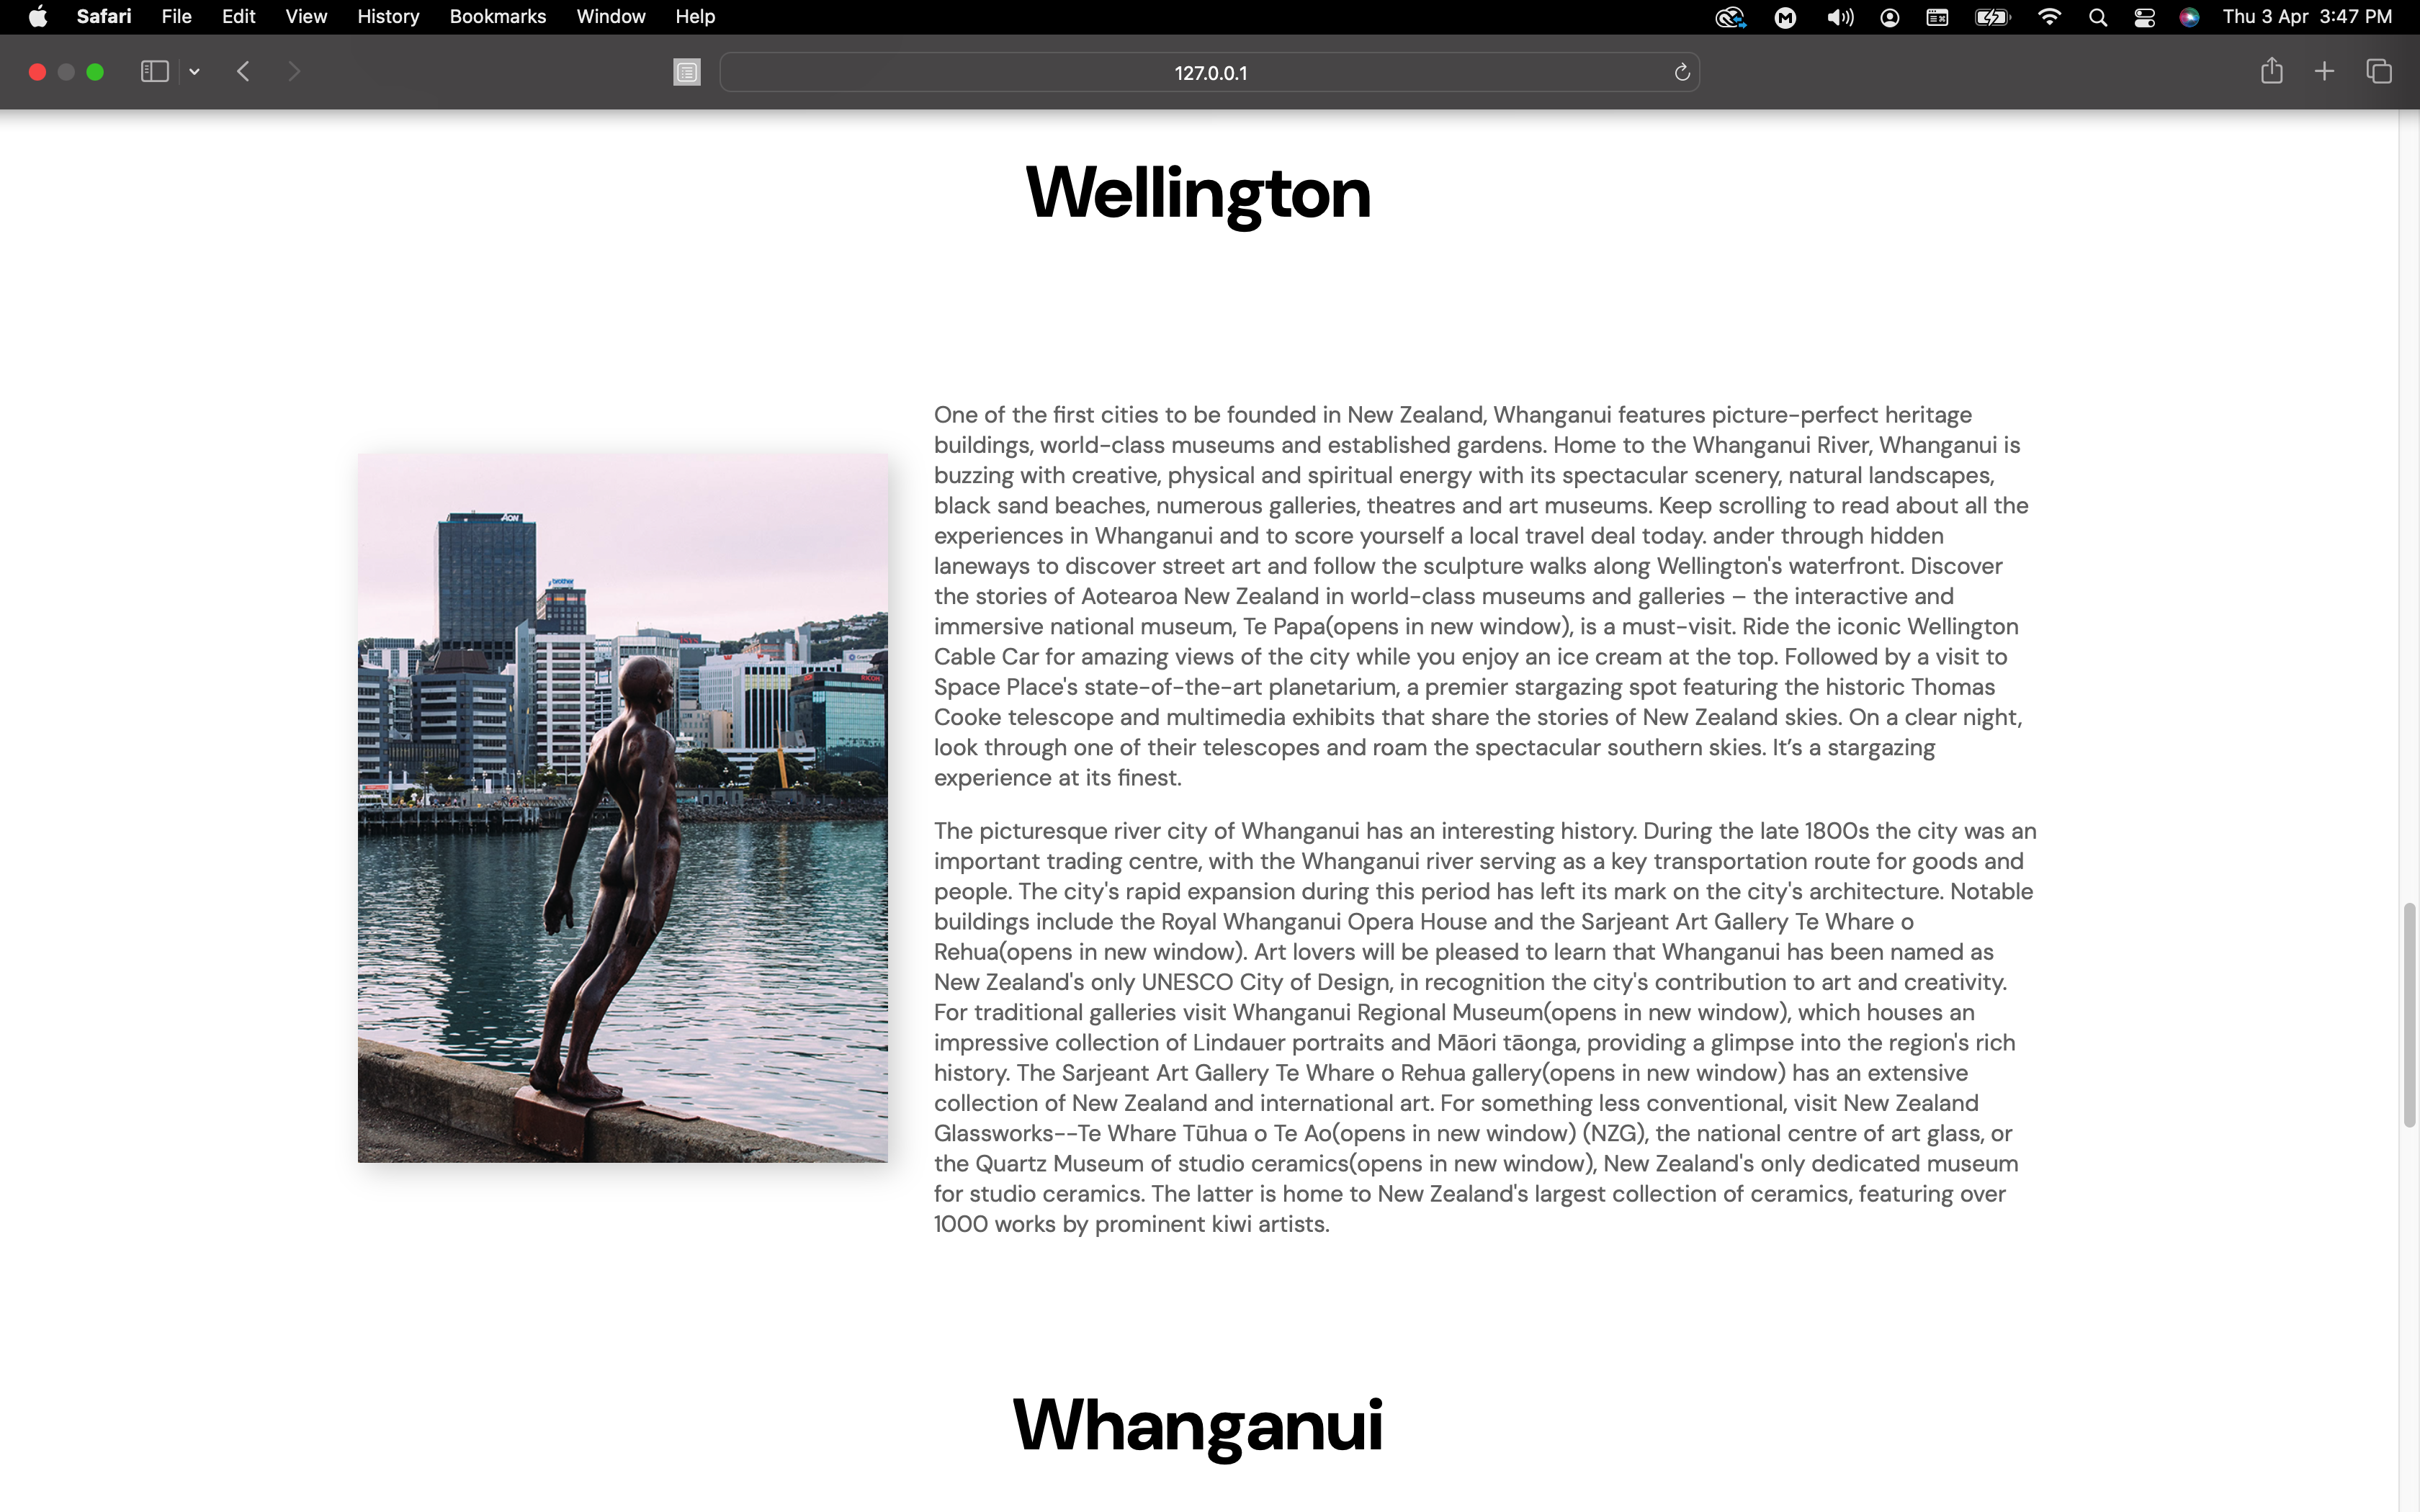 Safari File Edit View History Bookmarks Window Help
Thu 3 Apr 3:47 PM
127.0.0.1
Wellington
One of the first cities to be founded in New Zealand, Whanganui features picture-perfect heritage
buildings, world-class museums and established gardens. Home to the Whanganui River, Whanganui is
buzzing with creative, physical and spiritual energy with its spectacular scenery, natural landscapes,
black sand beaches, numerous galleries, theatres and art museums. Keep scrolling to read about all the
experiences in Whanganui and to score yourself a local travel deal today. ander through hidden
laneways to discover street art and follow the sculpture walks along Wellington's waterfront. Discover
the stories of Aotearoa New Zealand in world-class museums and galleries – the interactive and
immersive national museum, Te Papa(opens in new window), is a must-visit. Ride the iconic Wellington
Cable Car for amazing views of the city while you enjoy an ice cream at the top. Followed by a visit to
Space Place's state-of-the-art planetarium, a premier stargazing spot featuring the historic Thomas
Cooke telescope and multimedia exhibits that share the stories of New Zealand skies. On a clear night,
look through one of their telescopes and roam the spectacular southern skies. It’s a stargazing
experience at its finest.
The picturesque river city of Whanganui has an interesting history. During the late 1800s the city was an
important trading centre, with the Whanganui river serving as a key transportation route for goods and
people. The city's rapid expansion during this period has left its mark on the city's architecture. Notable
buildings include the Royal Whanganui Opera House and the Sarjeant Art Gallery Te Whare o
Rehua(opens in new window). Art lovers will be pleased to learn that Whanganui has been named as
New Zealand's only UNESCO City of Design, in recognition the city's contribution to art and creativity.
For traditional galleries visit Whanganui Regional Museum(opens in new window), which houses an
impressive collection of Lindauer portraits and Māori tāonga, providing a glimpse into the region's rich
history. The Sarjeant Art Gallery Te Whare o Rehua gallery(opens in new window) has an extensive
collection of New Zealand and international art. For something less conventional, visit New Zealand
Glassworks--Te Whare Tūhua o Te Ao(opens in new window) (NZG), the national centre of art glass, or
the Quartz Museum of studio ceramics(opens in new window), New Zealand's only dedicated museum
for studio ceramics. The latter is home to New Zealand's largest collection of ceramics, featuring over
1000 works by prominent kiwi artists.
AON
brother
RICOH
Whanganui